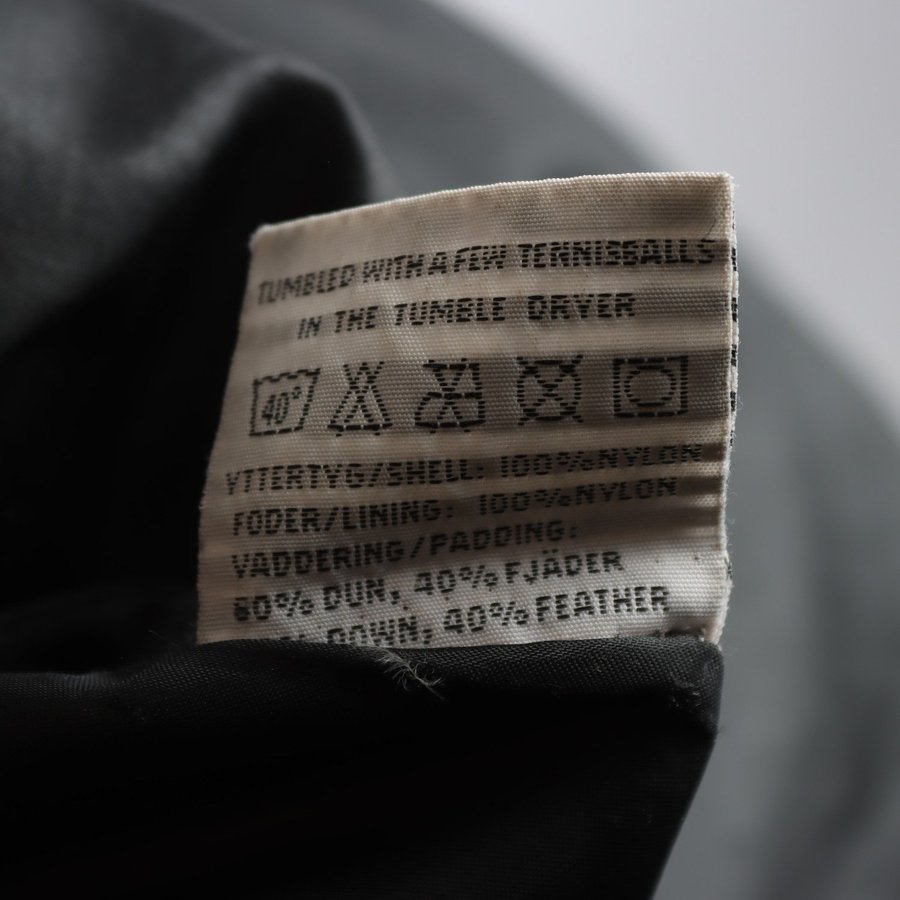 TUMBLED WITH A FEW TENNISBALLS
IN THE TUMBLE DRYER
40°
YTTERTYG/SHELL: 100% NYLON
FODER/LINING: 100% NYLON
VADDERING/PADDING:
60% DUN, 40% FJÄDER
DOWN, 40% FEATHER